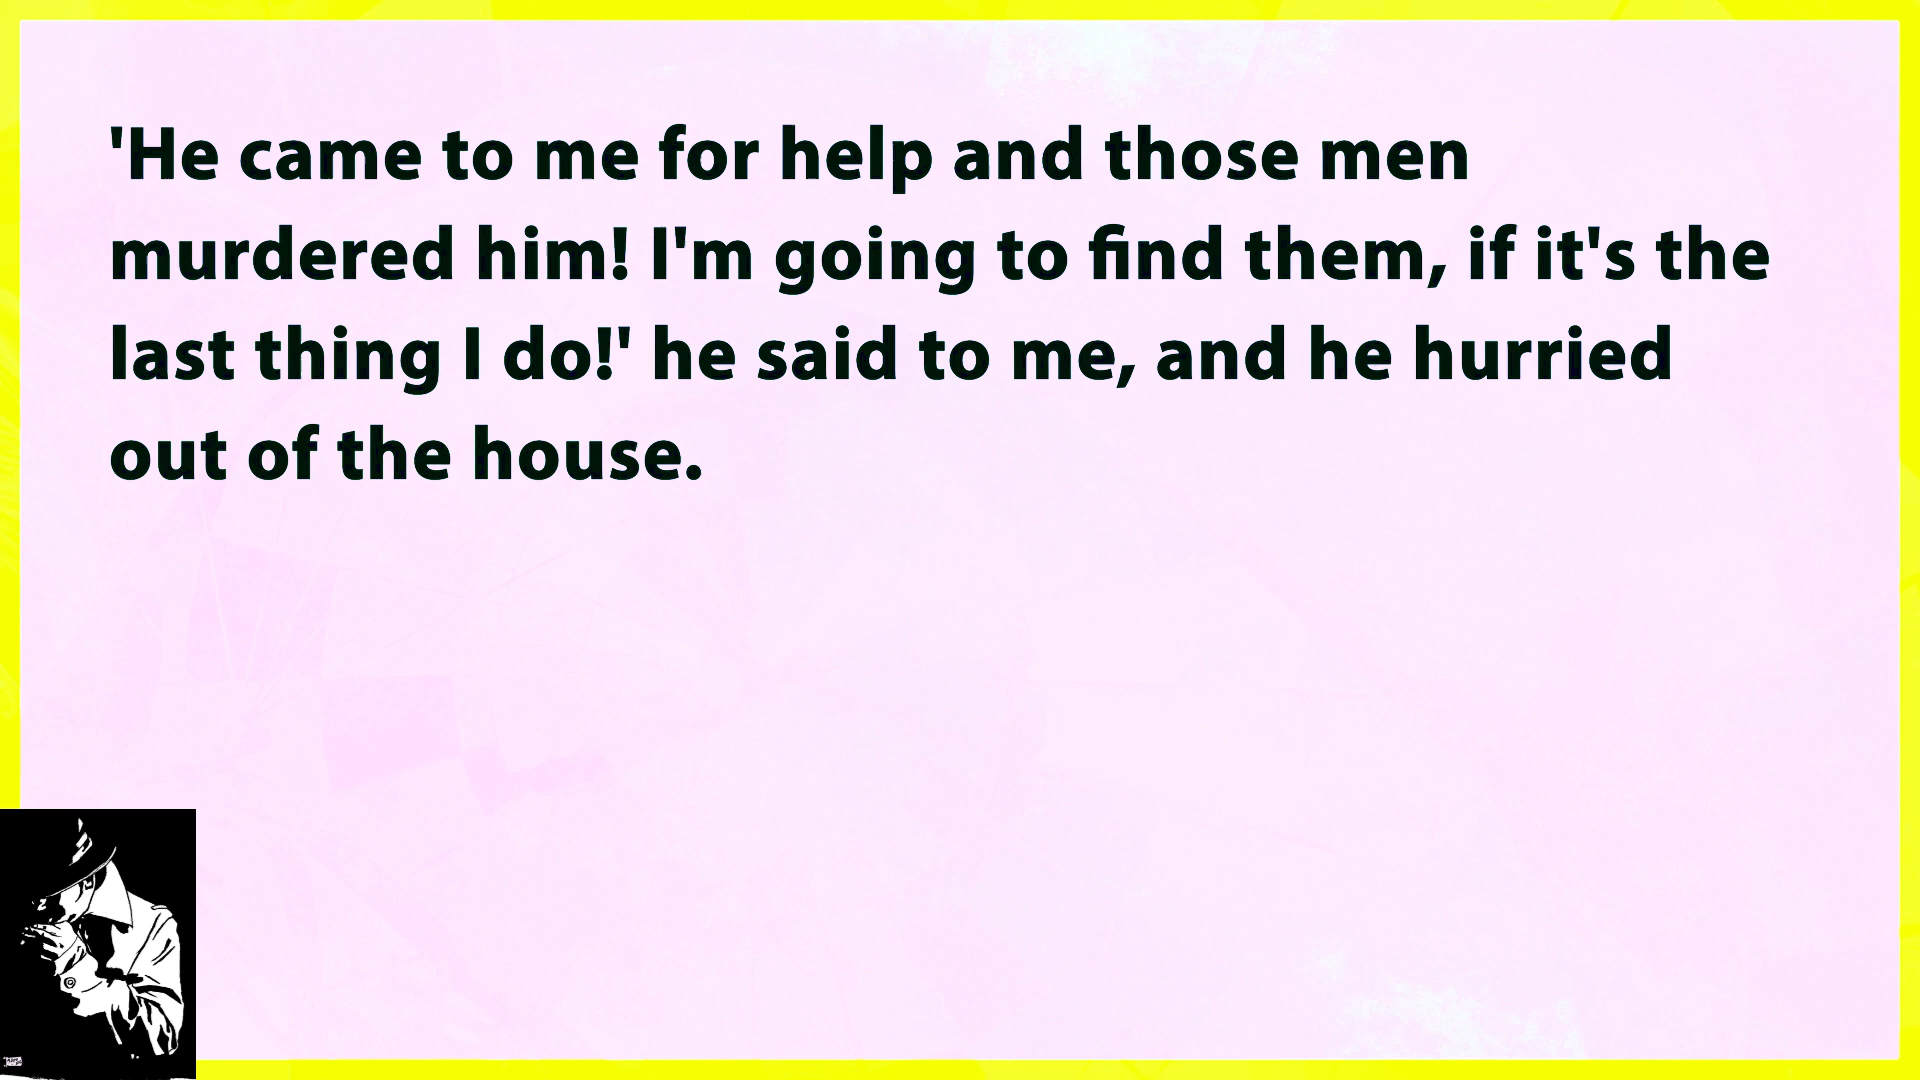 'He came to me for help and those men
murdered him! I'm going to find them, if it's the
last thing I do!' he said to me, and he hurried
out of the house.